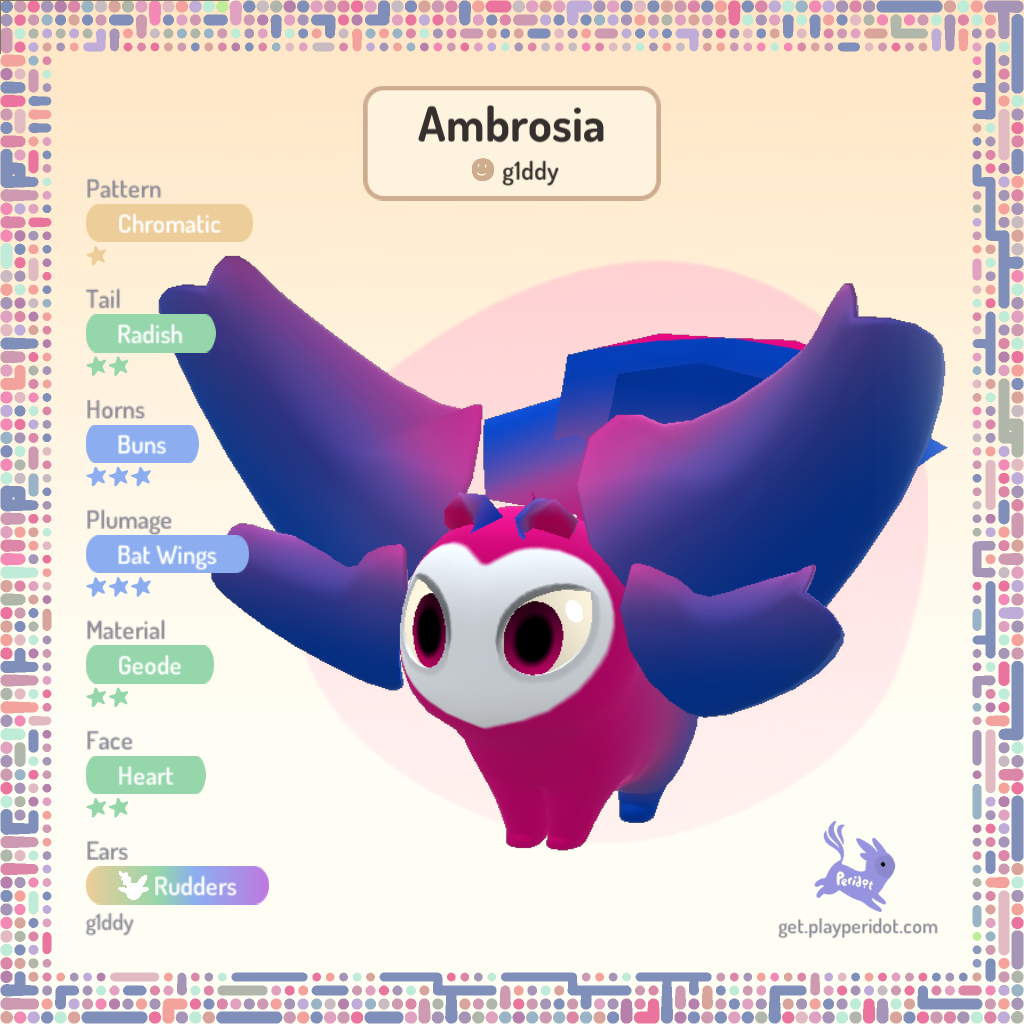 Ambrosia
g1ddy
Pattern
Chromatic
Tail
Radish
Horns
Buns
Plumage
Bat Wings
Material
Geode
Face
Heart
Ears
Rudders
g1ddy
Peridot
get.playperidot.com